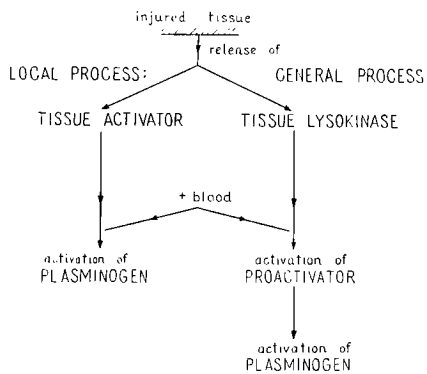 injured tissue
release of
LOCAL PROCESS: GENERAL PROCESS
TISSUE ACTIVATOR TISSUE LYSOKINASE
+ blood
activation of activation of
PLASMINOGEN PROACTIVATOR
activation of
PLASMINOGEN